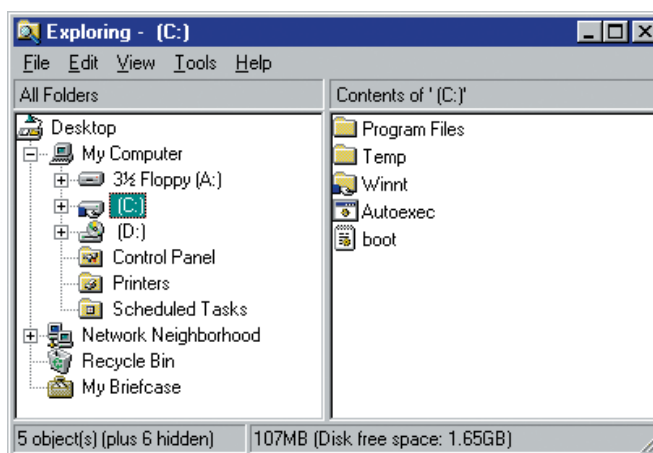 Exploring - (C:)
File Edit View Tools Help
All Folders
Contents of '(C:)'
Desktop
My Computer
3½ Floppy (A:)
(C:)
(D:)
Control Panel
Printers
Scheduled Tasks
Network Neighborhood
Recycle Bin
My Briefcase
Program Files
Temp
Winnt
Autoexec
boot
5 object(s) (plus 6 hidden)
107MB (Disk free space: 1.65GB)